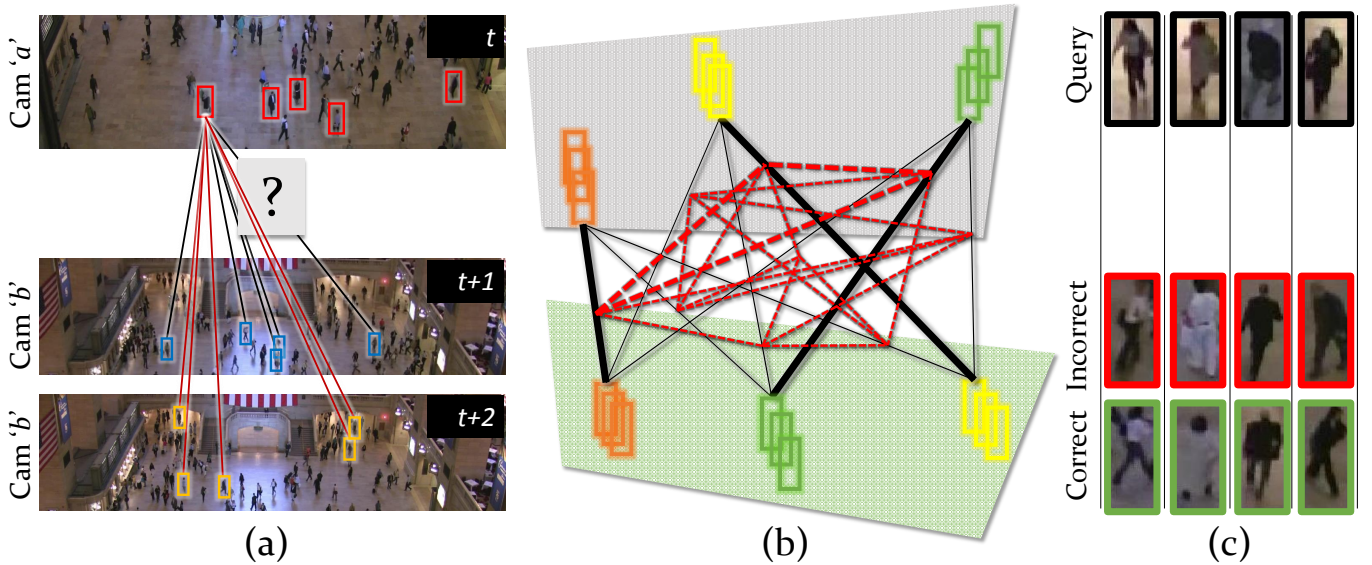 Cam ‘a’
t
?
Cam ‘b’
t+1
Cam ‘b’
t+2
(a)
(b)
Query
Incorrect
Correct
(c)